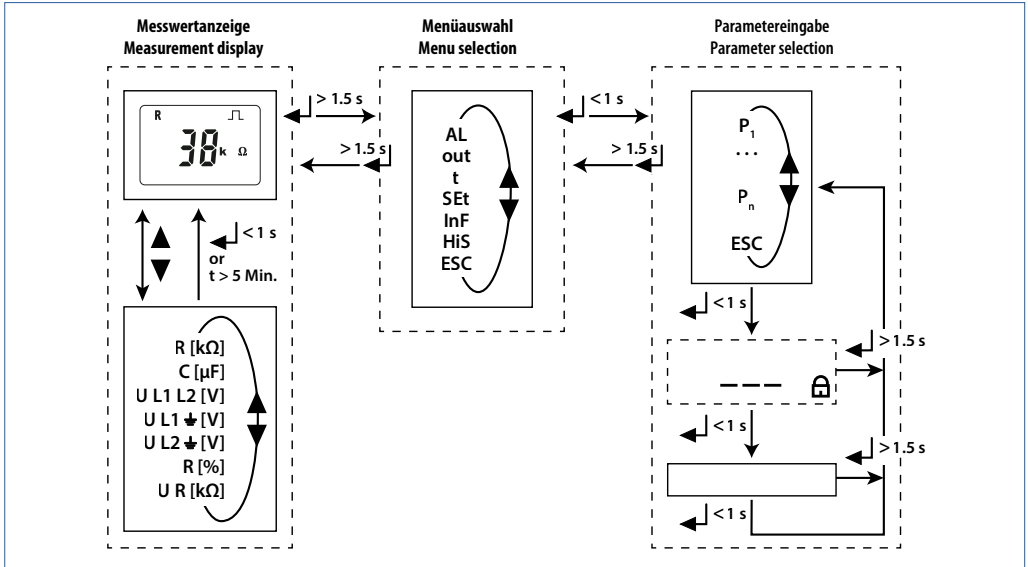 Messwertanzeige
Measurement display
> 1.5 s
> 1.5 s
R
38 k Ω
< 1 s
or
t > 5 Min.
R [kΩ]
C [µF]
U L1 L2 [V]
U L1 ⏚ [V]
U L2 ⏚ [V]
R [%]
U R [kΩ]
Menüauswahl
Menu selection
< 1 s
> 1.5 s
AL
out
t
SEt
InF
HiS
ESC
Parametereingabe
Parameter selection
P1
...
Pn
ESC
< 1 s
> 1.5 s
– – –
< 1 s
> 1.5 s
< 1 s